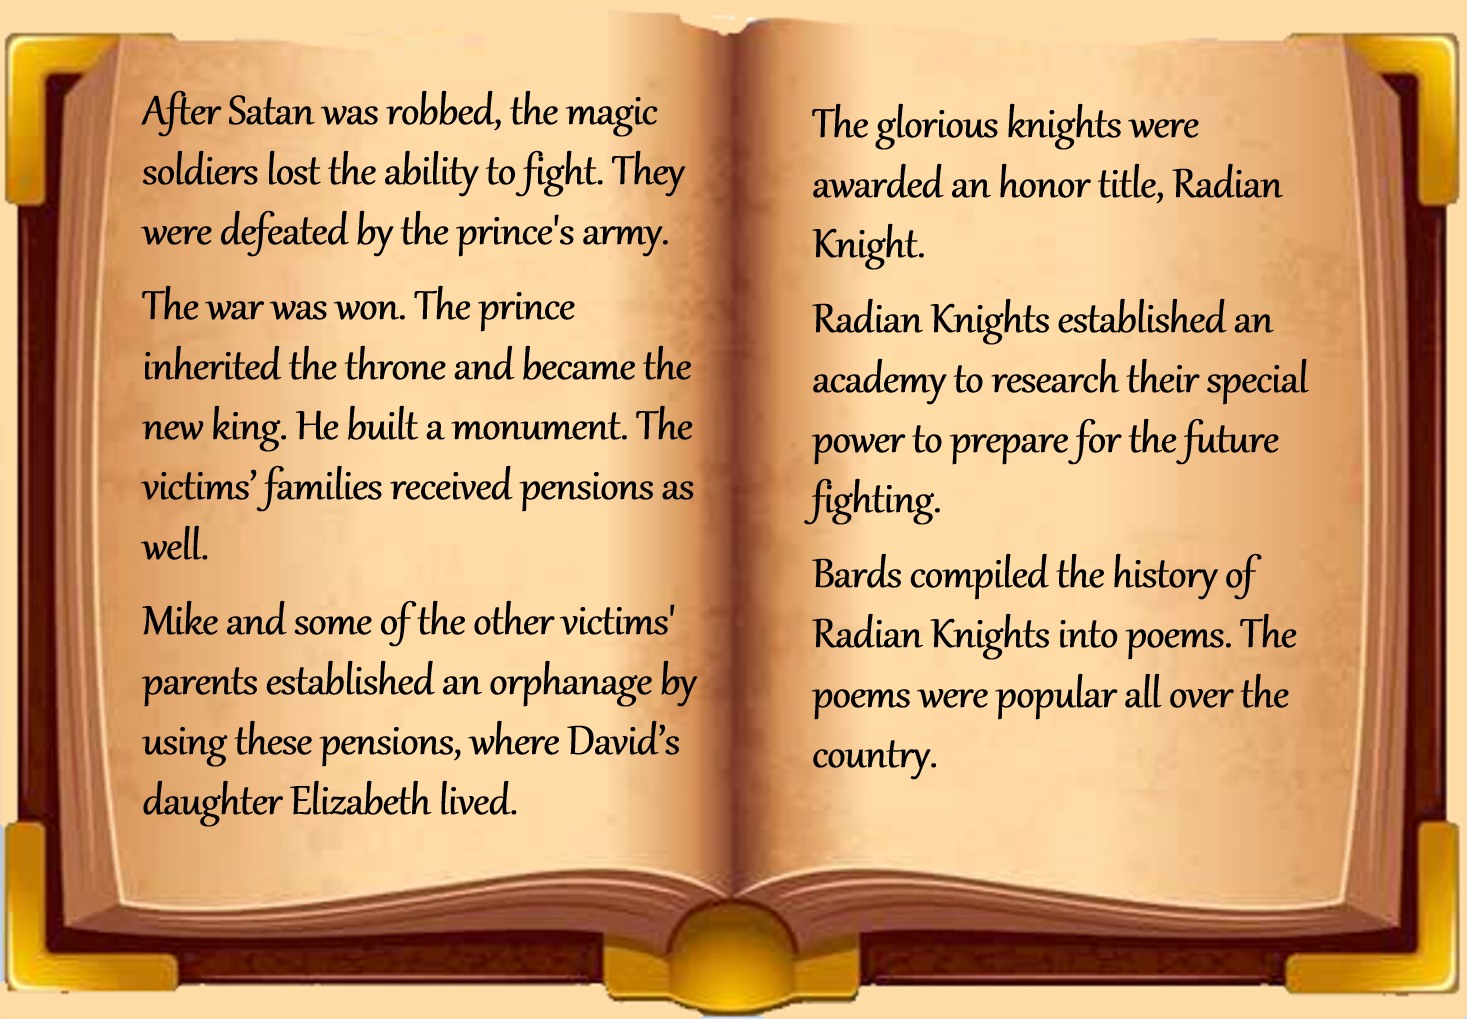 After Satan was robbed, the magic
soldiers lost the ability to fight. They
were defeated by the prince's army.
The war was won. The prince
inherited the throne and became the
new king. He built a monument. The
victims’ families received pensions as
well.
Mike and some of the other victims'
parents established an orphanage by
using these pensions, where David’s
daughter Elizabeth lived.
The glorious knights were
awarded an honor title, Radian
Knight.
Radian Knights established an
academy to research their special
power to prepare for the future
fighting.
Bards compiled the history of
Radian Knights into poems. The
poems were popular all over the
country.